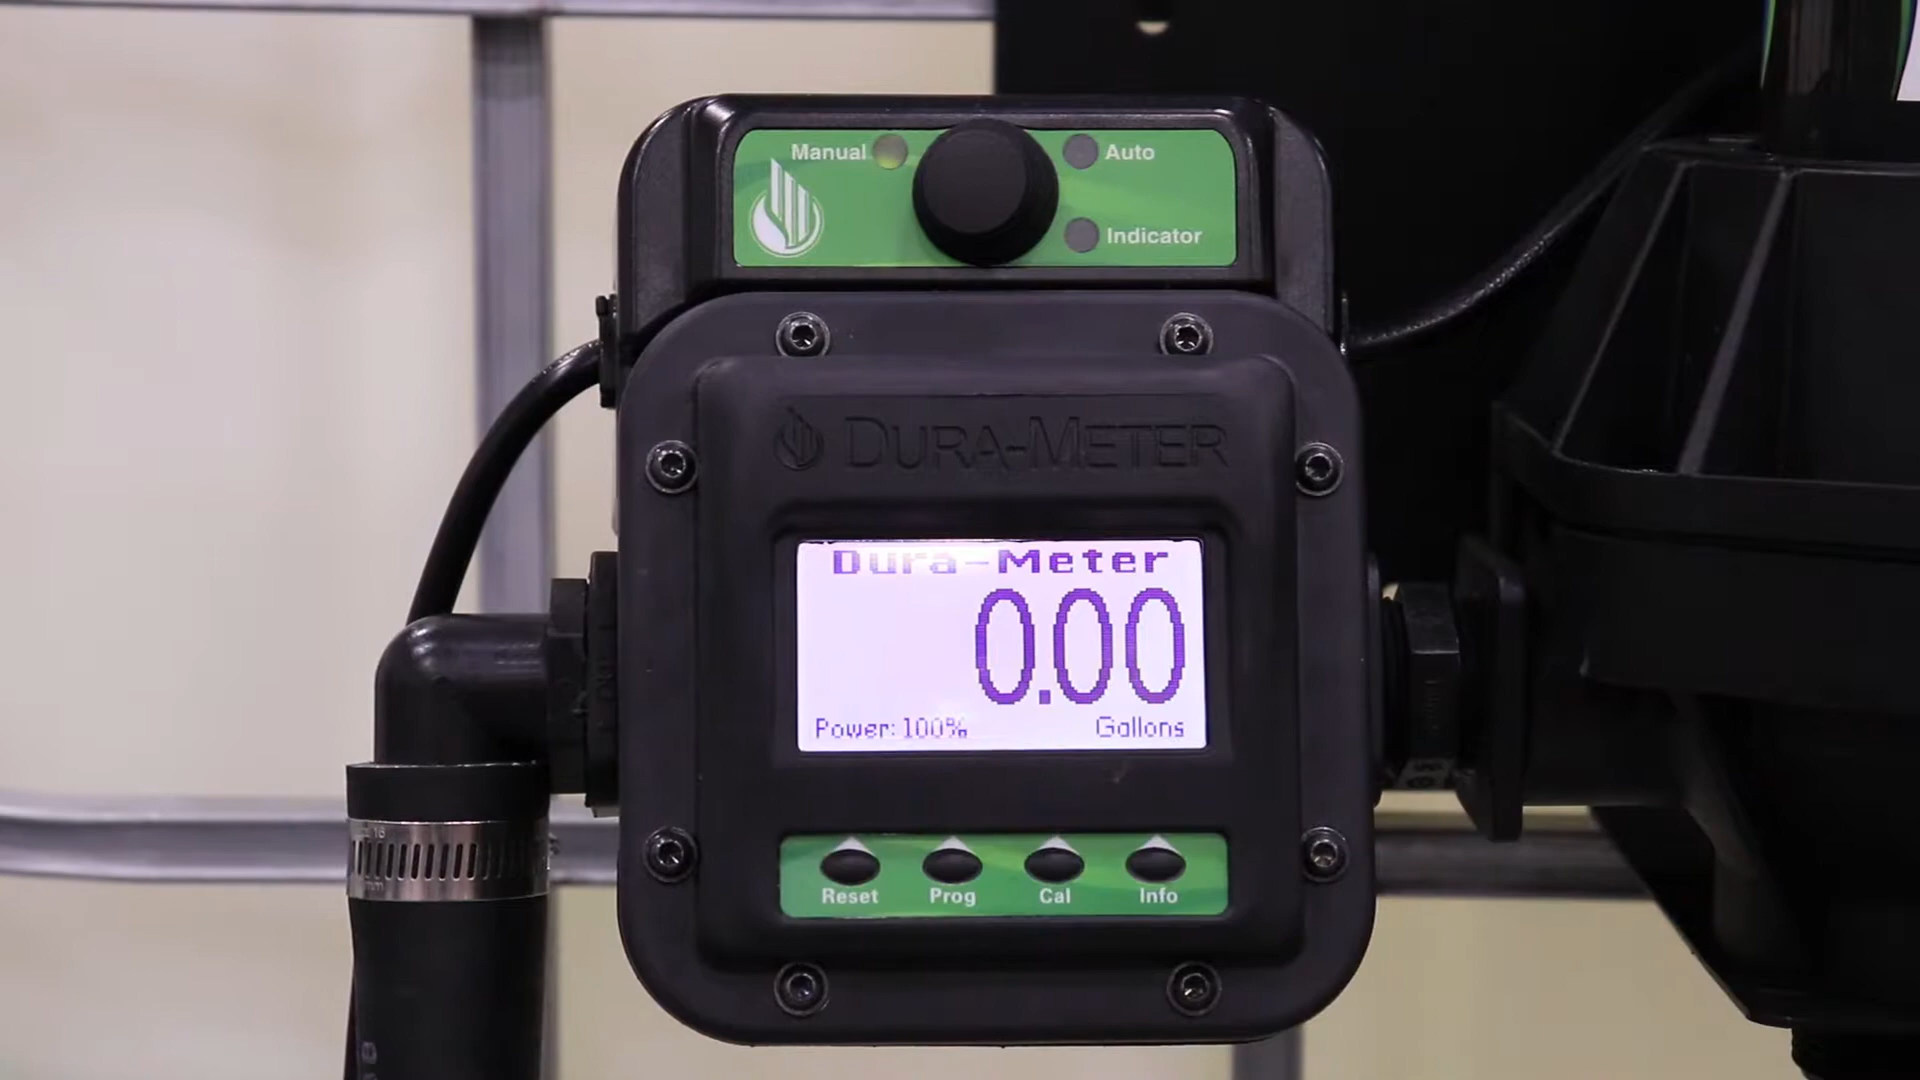 Manual
Auto
Indicator
DURA-METER
Dura-Meter
0.00
Power:100%
Gallons
Reset
Prog
Cal
Info